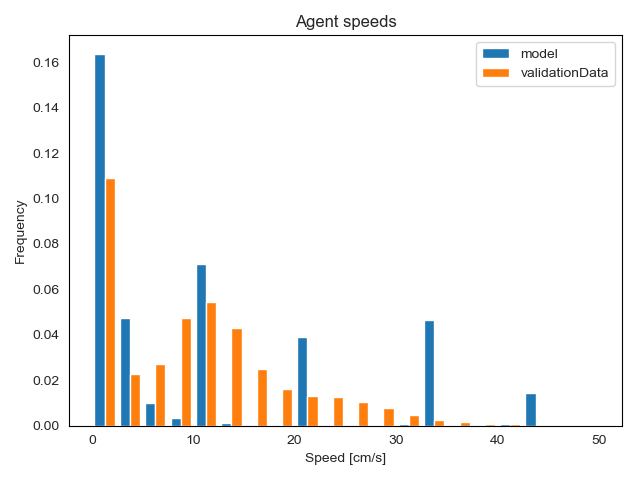 Agent speeds
model
validationData
Frequency
0.16
0.14
0.12
0.10
0.08
0.06
0.04
0.02
0.00
0 10 20 30 40 50
Speed [cm/s]